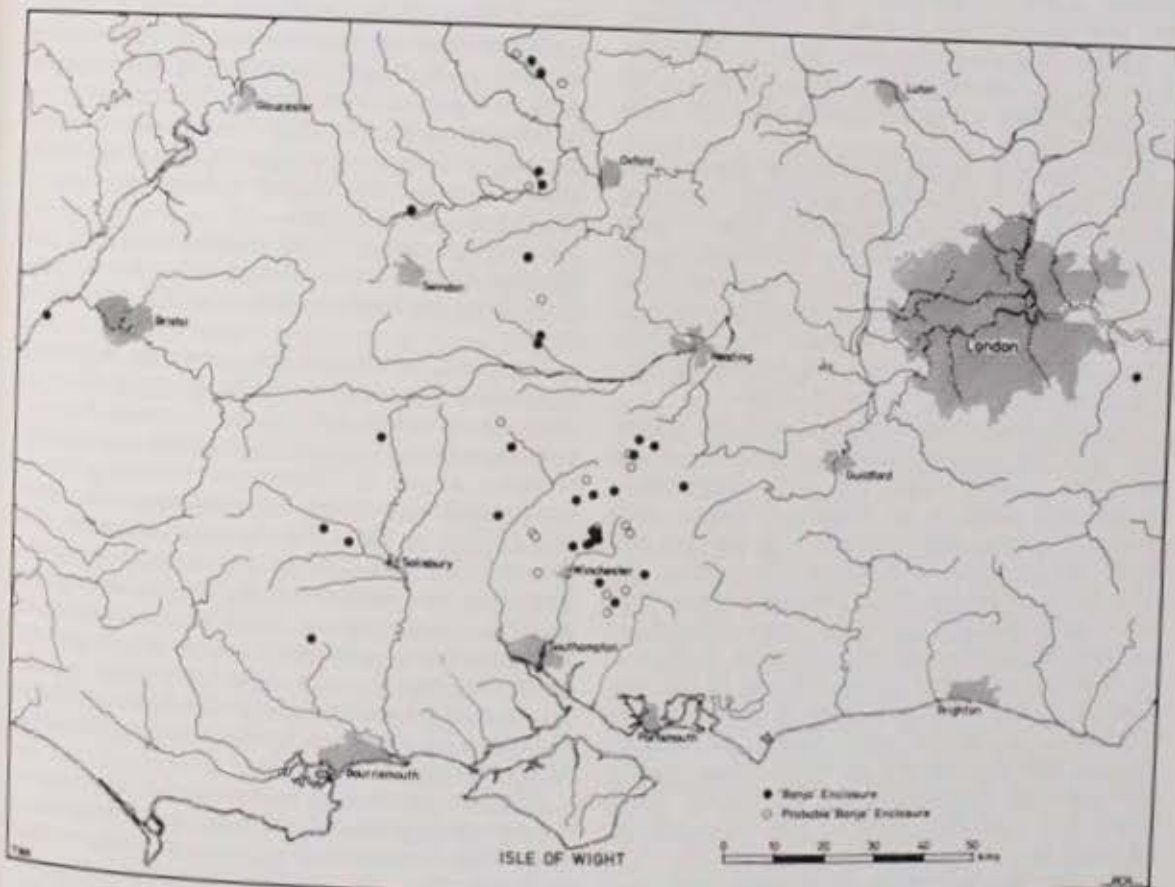 Gloucester
Luton
Oxford
Swindon
Bristol
Reading
London
Guildford
Salisbury
Winchester
Southampton
Brighton
Portsmouth
Bournemouth
'Banjo' Enclosure
Probable 'Banjo' Enclosure
ISLE OF WIGHT
0 10 20 30 40 50
kms